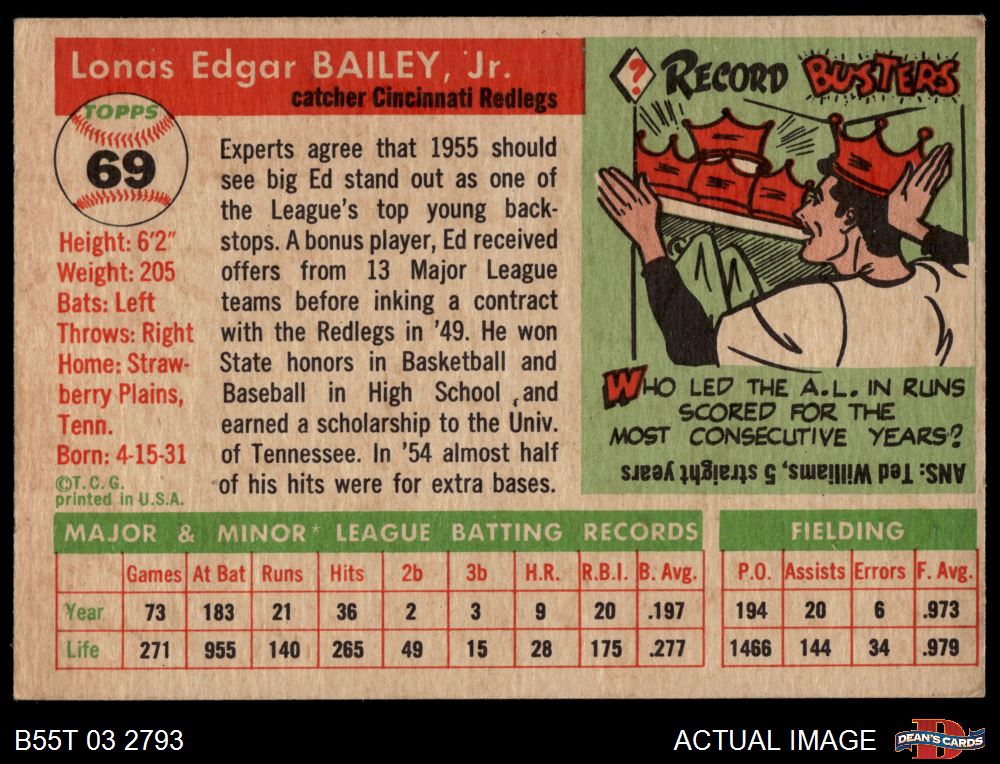 Lonas Edgar BAILEY, Jr.
catcher Cincinnati Redlegs
TOPPS
69
Height: 6'2"
Weight: 205
Bats: Left
Throws: Right
Home: Straw-
berry Plains,
Tenn.
Born: 4-15-31
©T.C.G.
printed in U.S.A.
Experts agree that 1955 should
see big Ed stand out as one of
the League's top young back-
stops. A bonus player, Ed received
offers from 13 Major League
teams before inking a contract
with the Redlegs in '49. He won
State honors in Basketball and
Baseball in High School and
earned a scholarship to the Univ.
of Tennessee. In '54 almost half
of his hits were for extra bases.
? RECORD BUSTERS
WHO LED THE A.L. IN RUNS
SCORED FOR THE
MOST CONSECUTIVE YEARS?
ANS: Ted Williams, 5 straight years
MAJOR & MINOR* LEAGUE BATTING RECORDS FIELDING
Games At Bat Runs Hits 2b 3b H.R. R.B.I. B. Avg. P.O. Assists Errors F. Avg.
Year 73 183 21 36 2 3 9 20 .197 194 20 6 .973
Life 271 955 140 265 49 15 28 175 .277 1466 144 34 .979
B55T 03 2793
ACTUAL IMAGE
D
DEAN'S CARDS